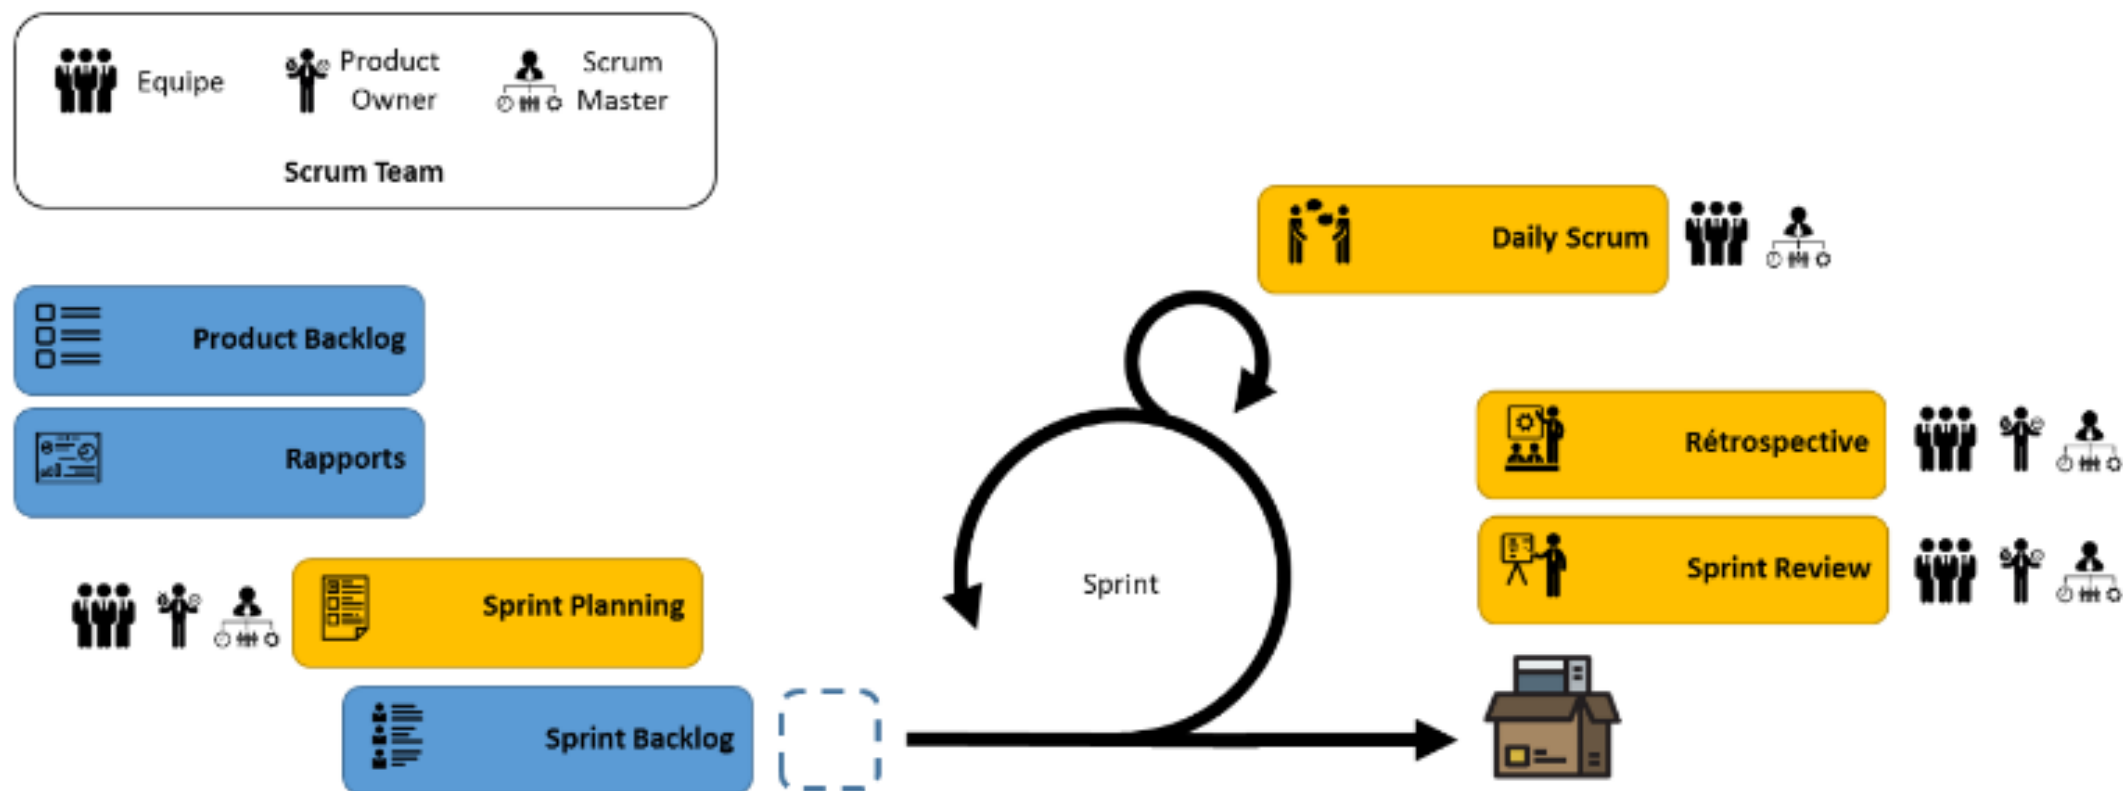 Equipe
Product
Owner
Scrum
Master
Scrum Team
Daily Scrum
Product Backlog
Rapports
Rétrospective
Sprint Review
Sprint
Sprint Planning
Sprint Backlog